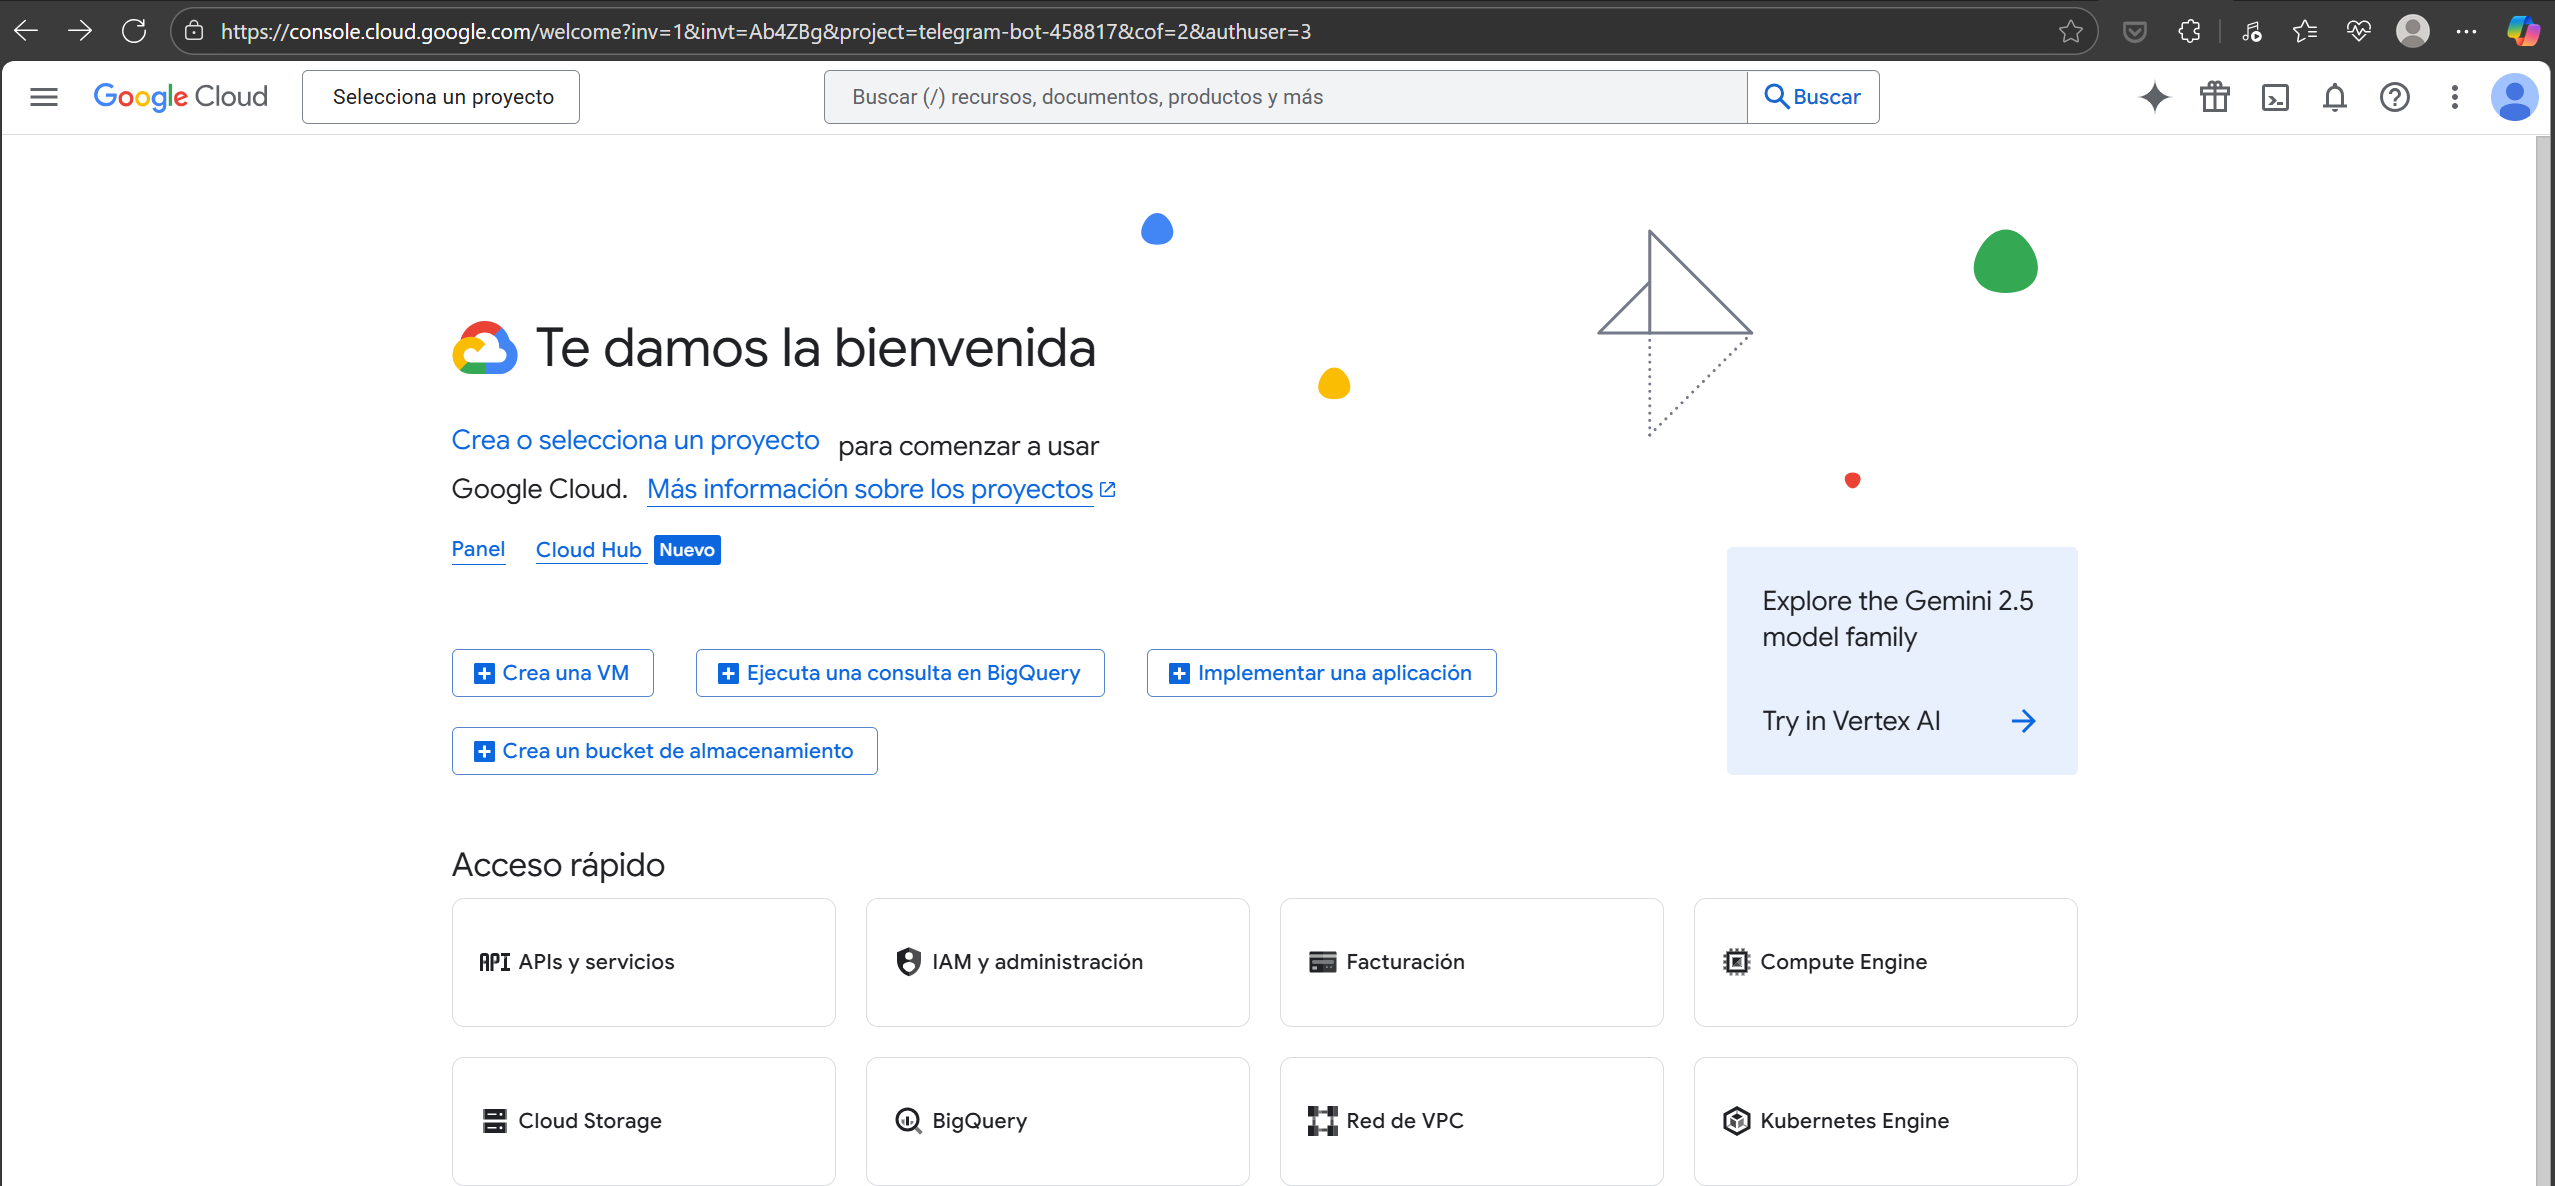 https://console.cloud.google.com/welcome?inv=1&invt=Ab4ZBg&project=telegram-bot-458817&cof=2&authuser=3
Google Cloud
Selecciona un proyecto
Buscar (/) recursos, documentos, productos y más
Buscar
Te damos la bienvenida
Crea o selecciona un proyecto para comenzar a usar
Google Cloud. Más información sobre los proyectos
Panel
Cloud Hub Nuevo
Explore the Gemini 2.5
model family
Try in Vertex AI
Crea una VM
Ejecuta una consulta en BigQuery
Implementar una aplicación
Crea un bucket de almacenamiento
Acceso rápido
API APIs y servicios
IAM y administración
Facturación
Compute Engine
Cloud Storage
BigQuery
Red de VPC
Kubernetes Engine